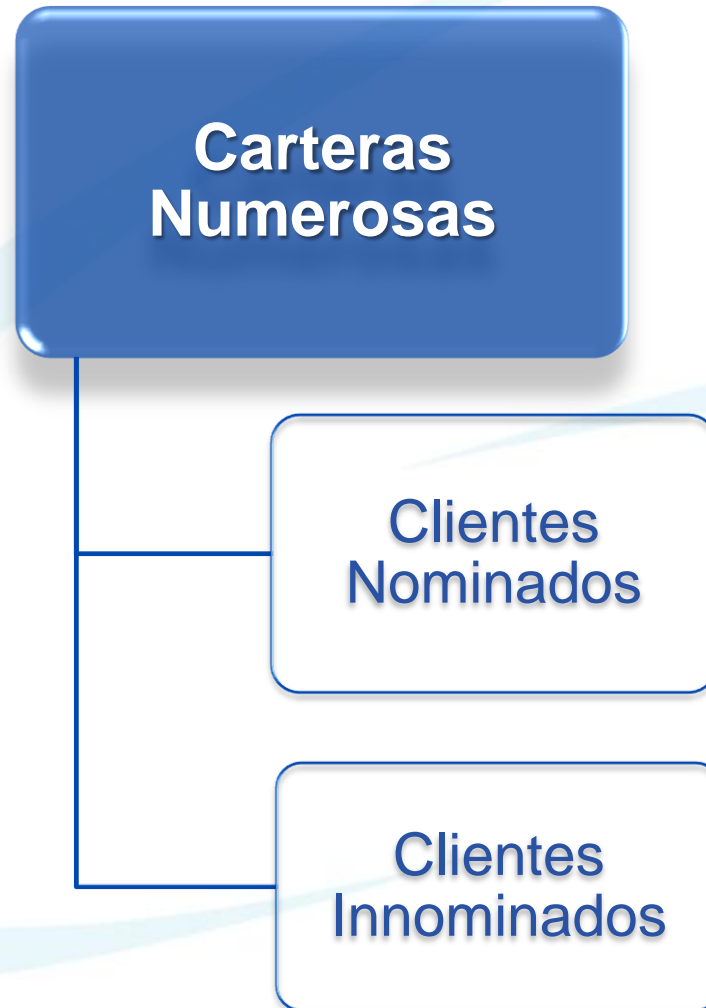 Carteras
Numerosas
Clientes
Nominados
Clientes
Innominados